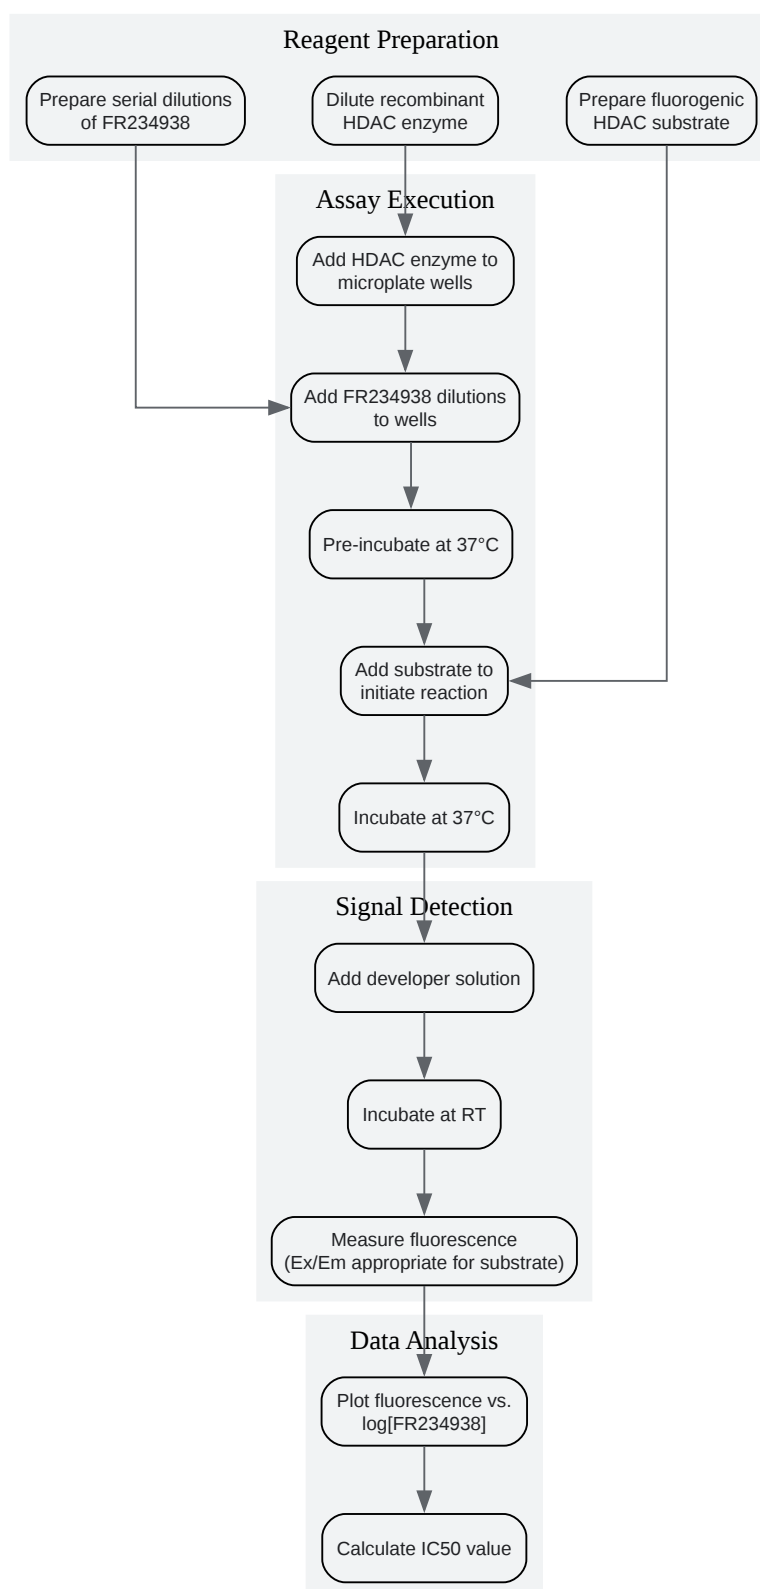 Reagent Preparation
Prepare serial dilutions
of FR234938
Dilute recombinant
HDAC enzyme
Prepare fluorogenic
HDAC substrate
Assay Execution
Add HDAC enzyme to
microplate wells
Add FR234938 dilutions
to wells
Pre-incubate at 37°C
Add substrate to
initiate reaction
Incubate at 37°C
Signal Detection
Add developer solution
Incubate at RT
Measure fluorescence
(Ex/Em appropriate for substrate)
Data Analysis
Plot fluorescence vs.
log[FR234938]
Calculate IC50 value